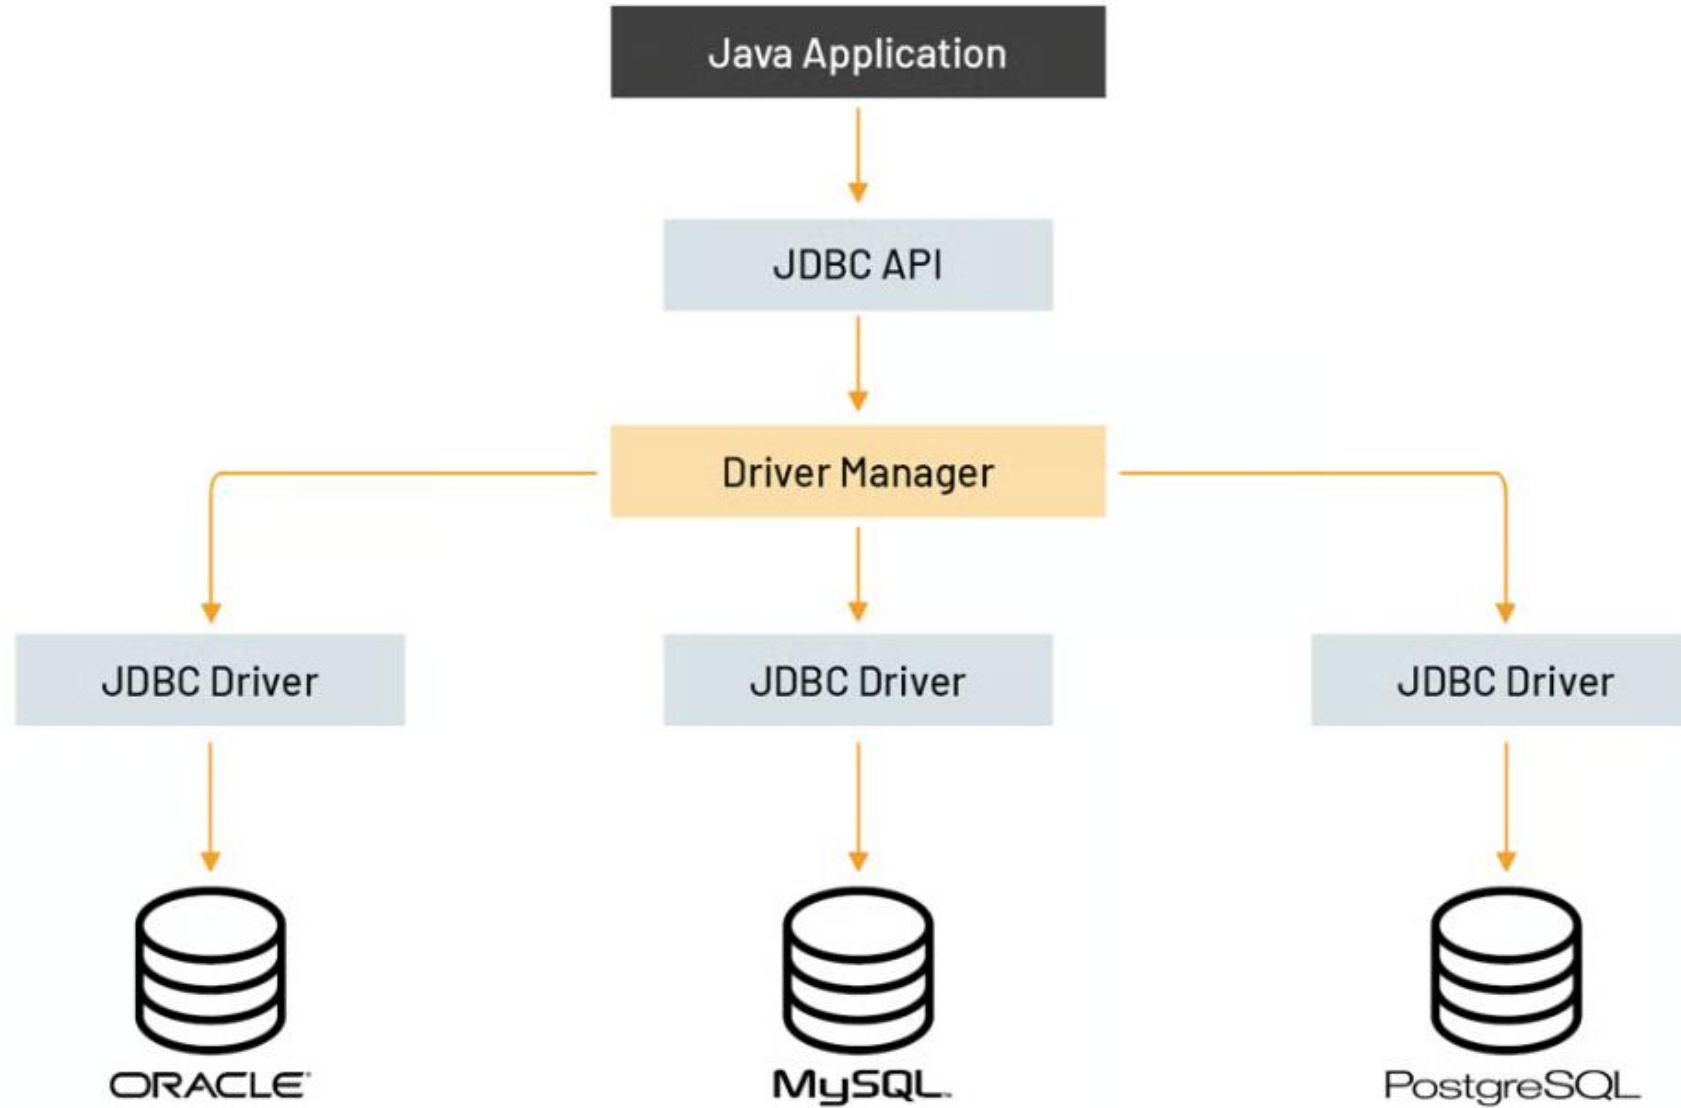 Java Application
JDBC API
Driver Manager
JDBC Driver
JDBC Driver
JDBC Driver
ORACLE
MySQL
PostgreSQL